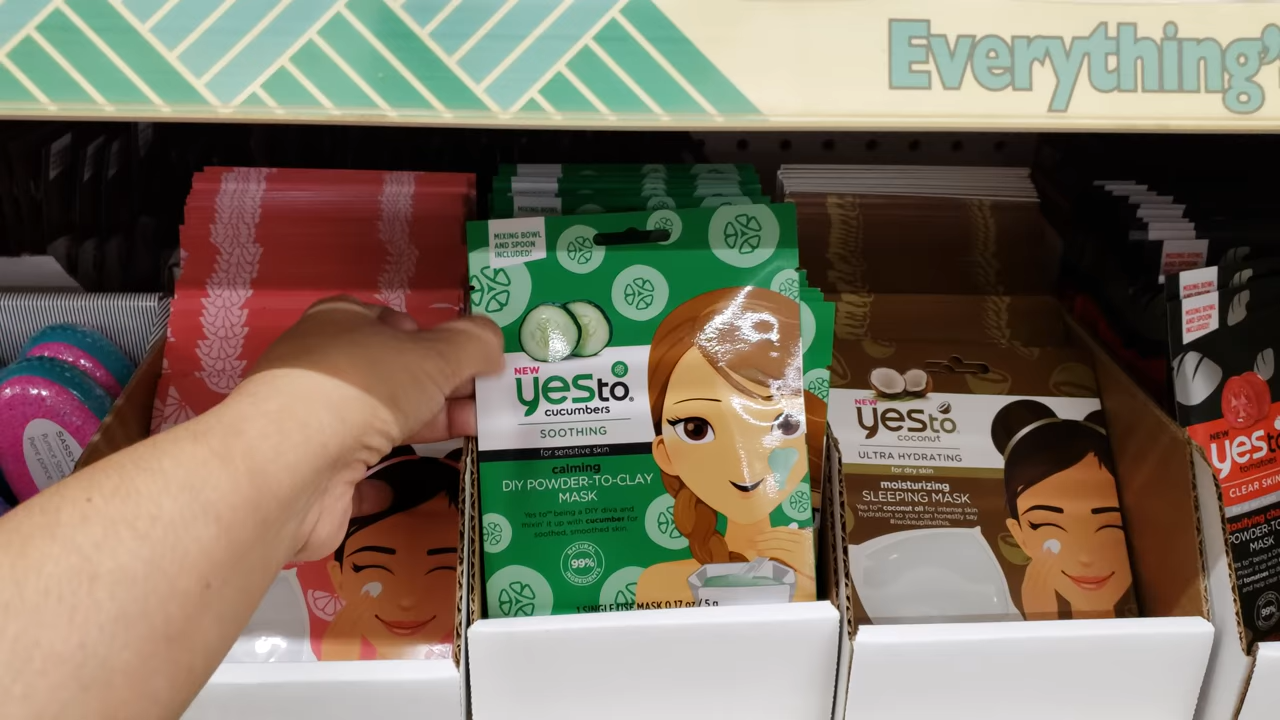 Everything'
MIXING BOWL
AND SPOON
INCLUDED!
NEW
yes to
cucumbers
SOOTHING
for sensitive skin
calming
DIY POWDER-TO-CLAY
MASK
Yes to™ being a DIY diva and
mixin' it up with cucumber for
soothed, smoothed skin.
NATURAL
99%
INGREDIENTS
1 SINGLE USE MASK 0.17 oz / 5 g
NEW
yes to
coconut
ULTRA HYDRATING
for dry skin
moisturizing
SLEEPING MASK
Yes to™ coconut oil for intense skin
hydration so you can honestly say
#iwokeuplikethis.
MIXING BOWL
AND SPOON
INCLUDED!
NEW
yes to
tomatoes
CLEAR SKIN
POWDER-TO
MASK
99%
SASSY